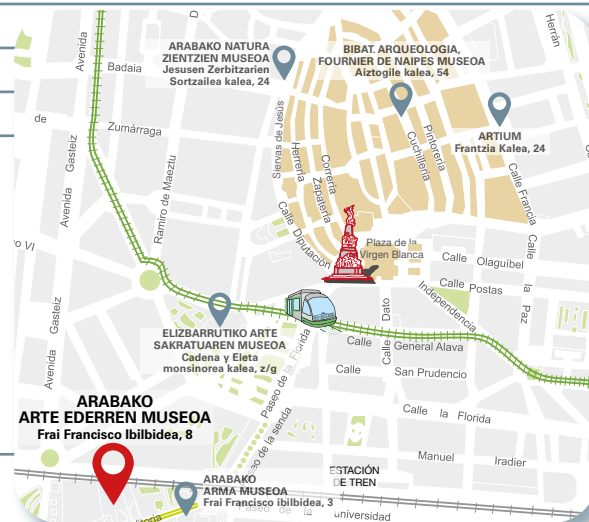 Herrán
Avenida
ARABAKO NATURA
ZIENTZIEN MUSEOA
Jesusen Zerbitzarien
Sortzailea kalea, 24
BIBAT. ARQUEOLOGIA,
FOURNIER DE NAIPES MUSEOA
Aiztogile kalea, 54
Badaia
de
Zumárraga
Gasteiz
Avenida
Ramiro de Maeztu
Siervas de Jesús
Herrería
Zapatería
Correría
Cuchillería
Pintorería
ARTIUM
Frantzia Kalea, 24
Calle Francia
Calle
la
Paz
VI
Calle Diputación
Plaza de la
Virgen Blanca
Calle Olaguíbel
Calle Postas
Independencia
Gasteiz
Avenida
ELIZBARRUTIKO ARTE
SAKRATUAREN MUSEOA
Cadena y Eleta
monsinorea kalea, z/g
Calle Dato
Calle General Alava
Calle San Prudencio
Paseo de la Florida
Calle la Florida
ARABAKO
ARTE EDERREN MUSEOA
Frai Francisco Ibilbidea, 8
de la senda
Manuel Iradier
ESTACIÓN
DE TREN
ARABAKO
ARMA MUSEOA
Frai Francisco ibilbidea, 3
universidad